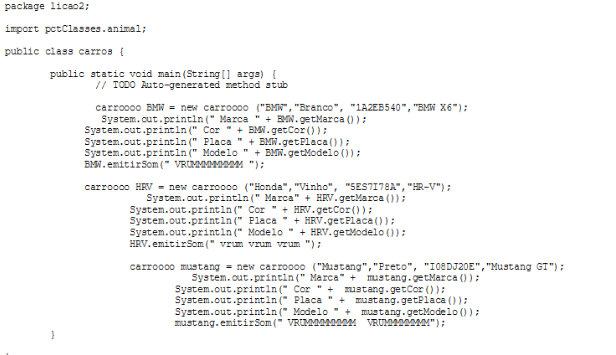 package licao2;
import pctClasses.animal;
public class carros {
public static void main(String[] args) {
// TODO Auto-generated method stub
carroooo BMW = new carroooo ("BMW","Branco", "1A2EB540","BMW X6");
System.out.println(" Marca " + BMW.getMarca());
System.out.println(" Cor " + BMW.getCor());
System.out.println(" Placa " + BMW.getPlaca());
System.out.println(" Modelo " + BMW.getModelo());
BMW.emitirSom(" VRUMMMMMMMM ");
carroooo HRV = new carroooo ("Honda","Vinho", "5ES7I78A","HR-V");
System.out.println(" Marca" + HRV.getMarca());
System.out.println(" Cor " + HRV.getCor());
System.out.println(" Placa " + HRV.getPlaca());
System.out.println(" Modelo " + HRV.getModelo());
HRV.emitirSom(" vrum vrum vrum ");
carroooo mustang = new carroooo ("Mustang","Preto", "I08DJ20E","Mustang GT");
System.out.println(" Marca" + mustang.getMarca());
System.out.println(" Cor " + mustang.getCor());
System.out.println(" Placa " + mustang.getPlaca());
System.out.println(" Modelo " + mustang.getModelo());
mustang.emitirSom(" VRUMMMMMMMM VRUMMMMMMM");
}